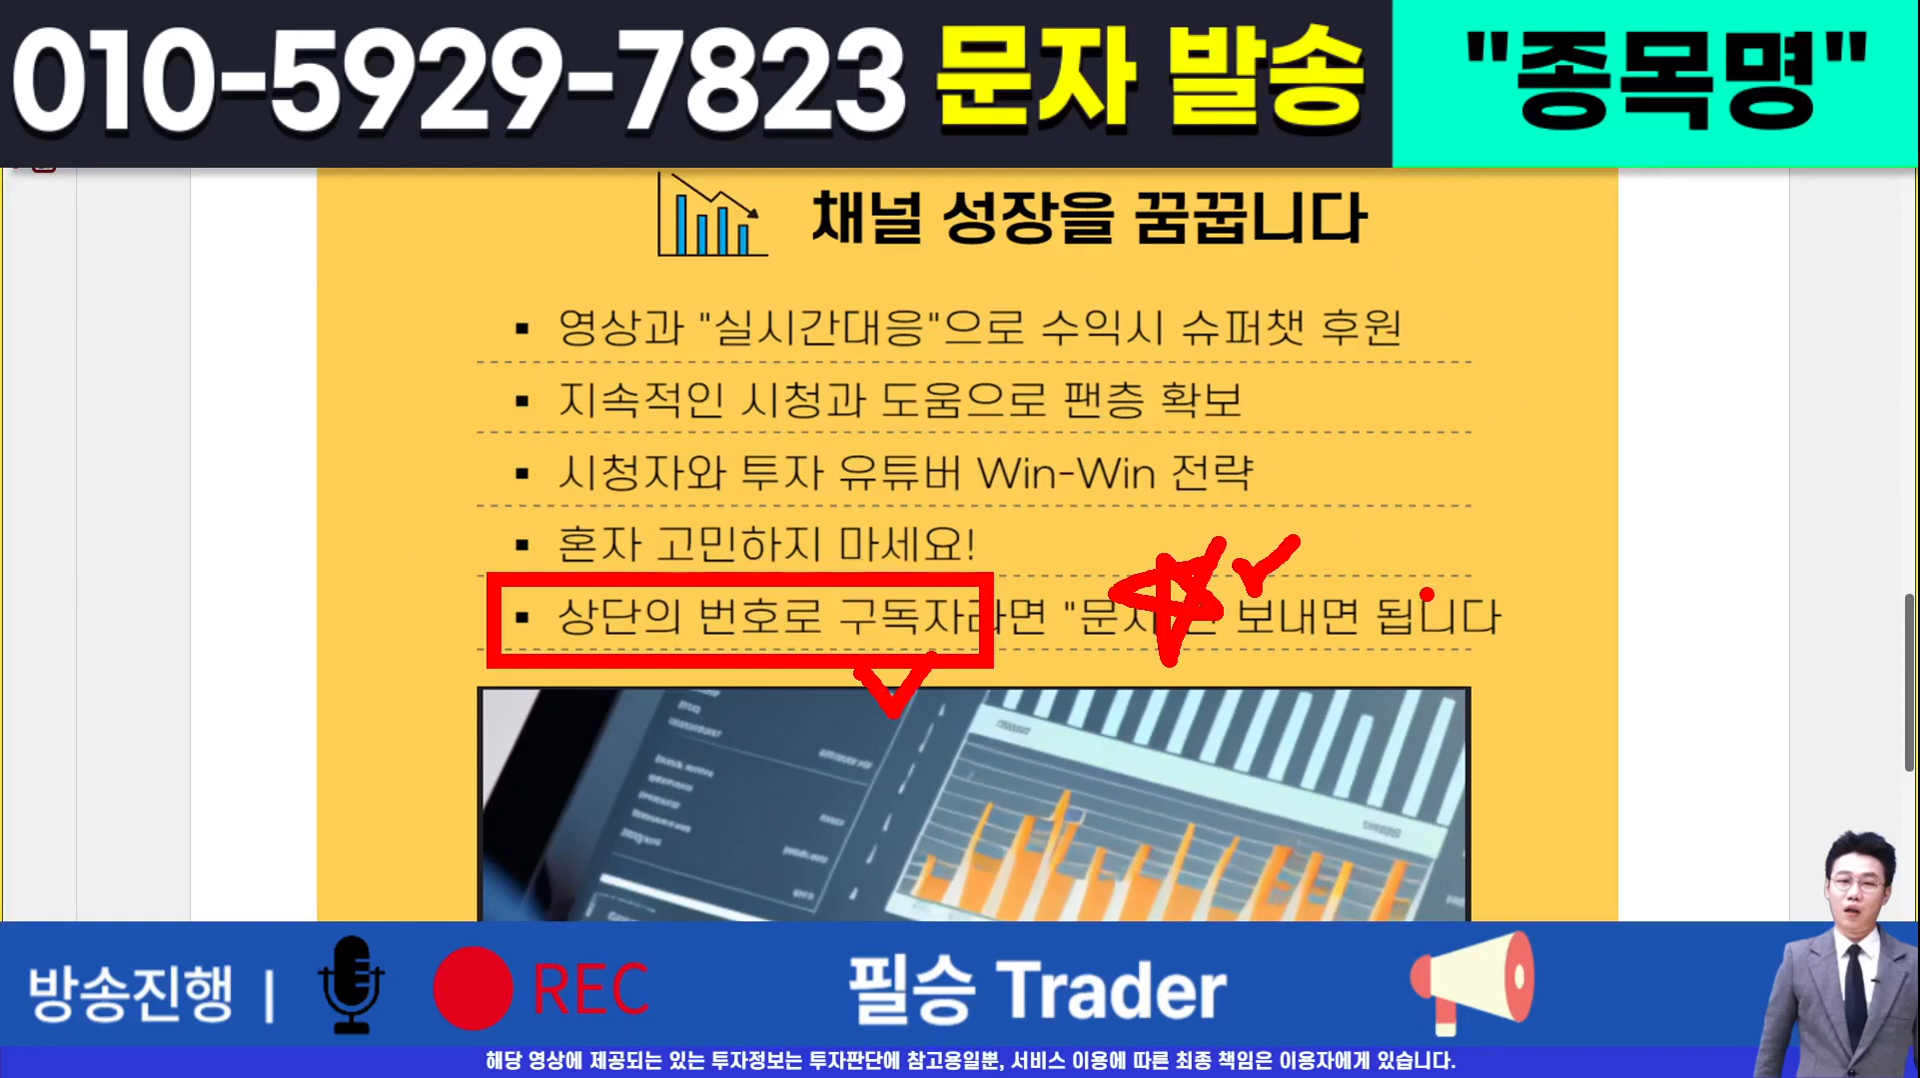 010-5929-7823 문자 발송 "종목명"
채널 성장을 꿈꿉니다
▪ 영상과 "실시간대응"으로 수익시 슈퍼챗 후원
▪ 지속적인 시청과 도움으로 팬층 확보
▪ 시청자와 투자 유튜버 Win-Win 전략
▪ 혼자 고민하지 마세요!
▪ 상단의 번호로 구독자라면 "문자 보내면 됩니다
방송진행 | REC 필승 Trader
해당 영상에 제공되는 있는 투자정보는 투자판단에 참고용일뿐, 서비스 이용에 따른 최종 책임은 이용자에게 있습니다.